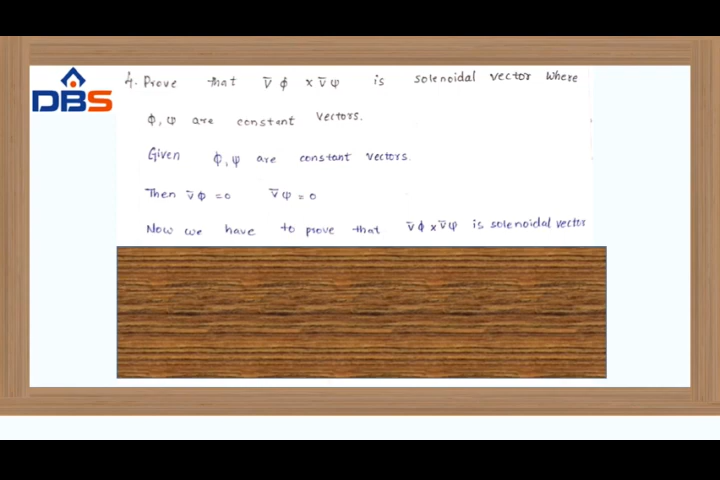 DBS
4. Prove that ∇̄ φ × ∇̄ ψ is solenoidal vector where
φ, ψ are constant vectors.
Given φ, ψ are constant vectors.
Then ∇̄ φ = 0 ∇̄ ψ = 0
Now we have to prove that ∇̄ φ × ∇̄ ψ is solenoidal vector